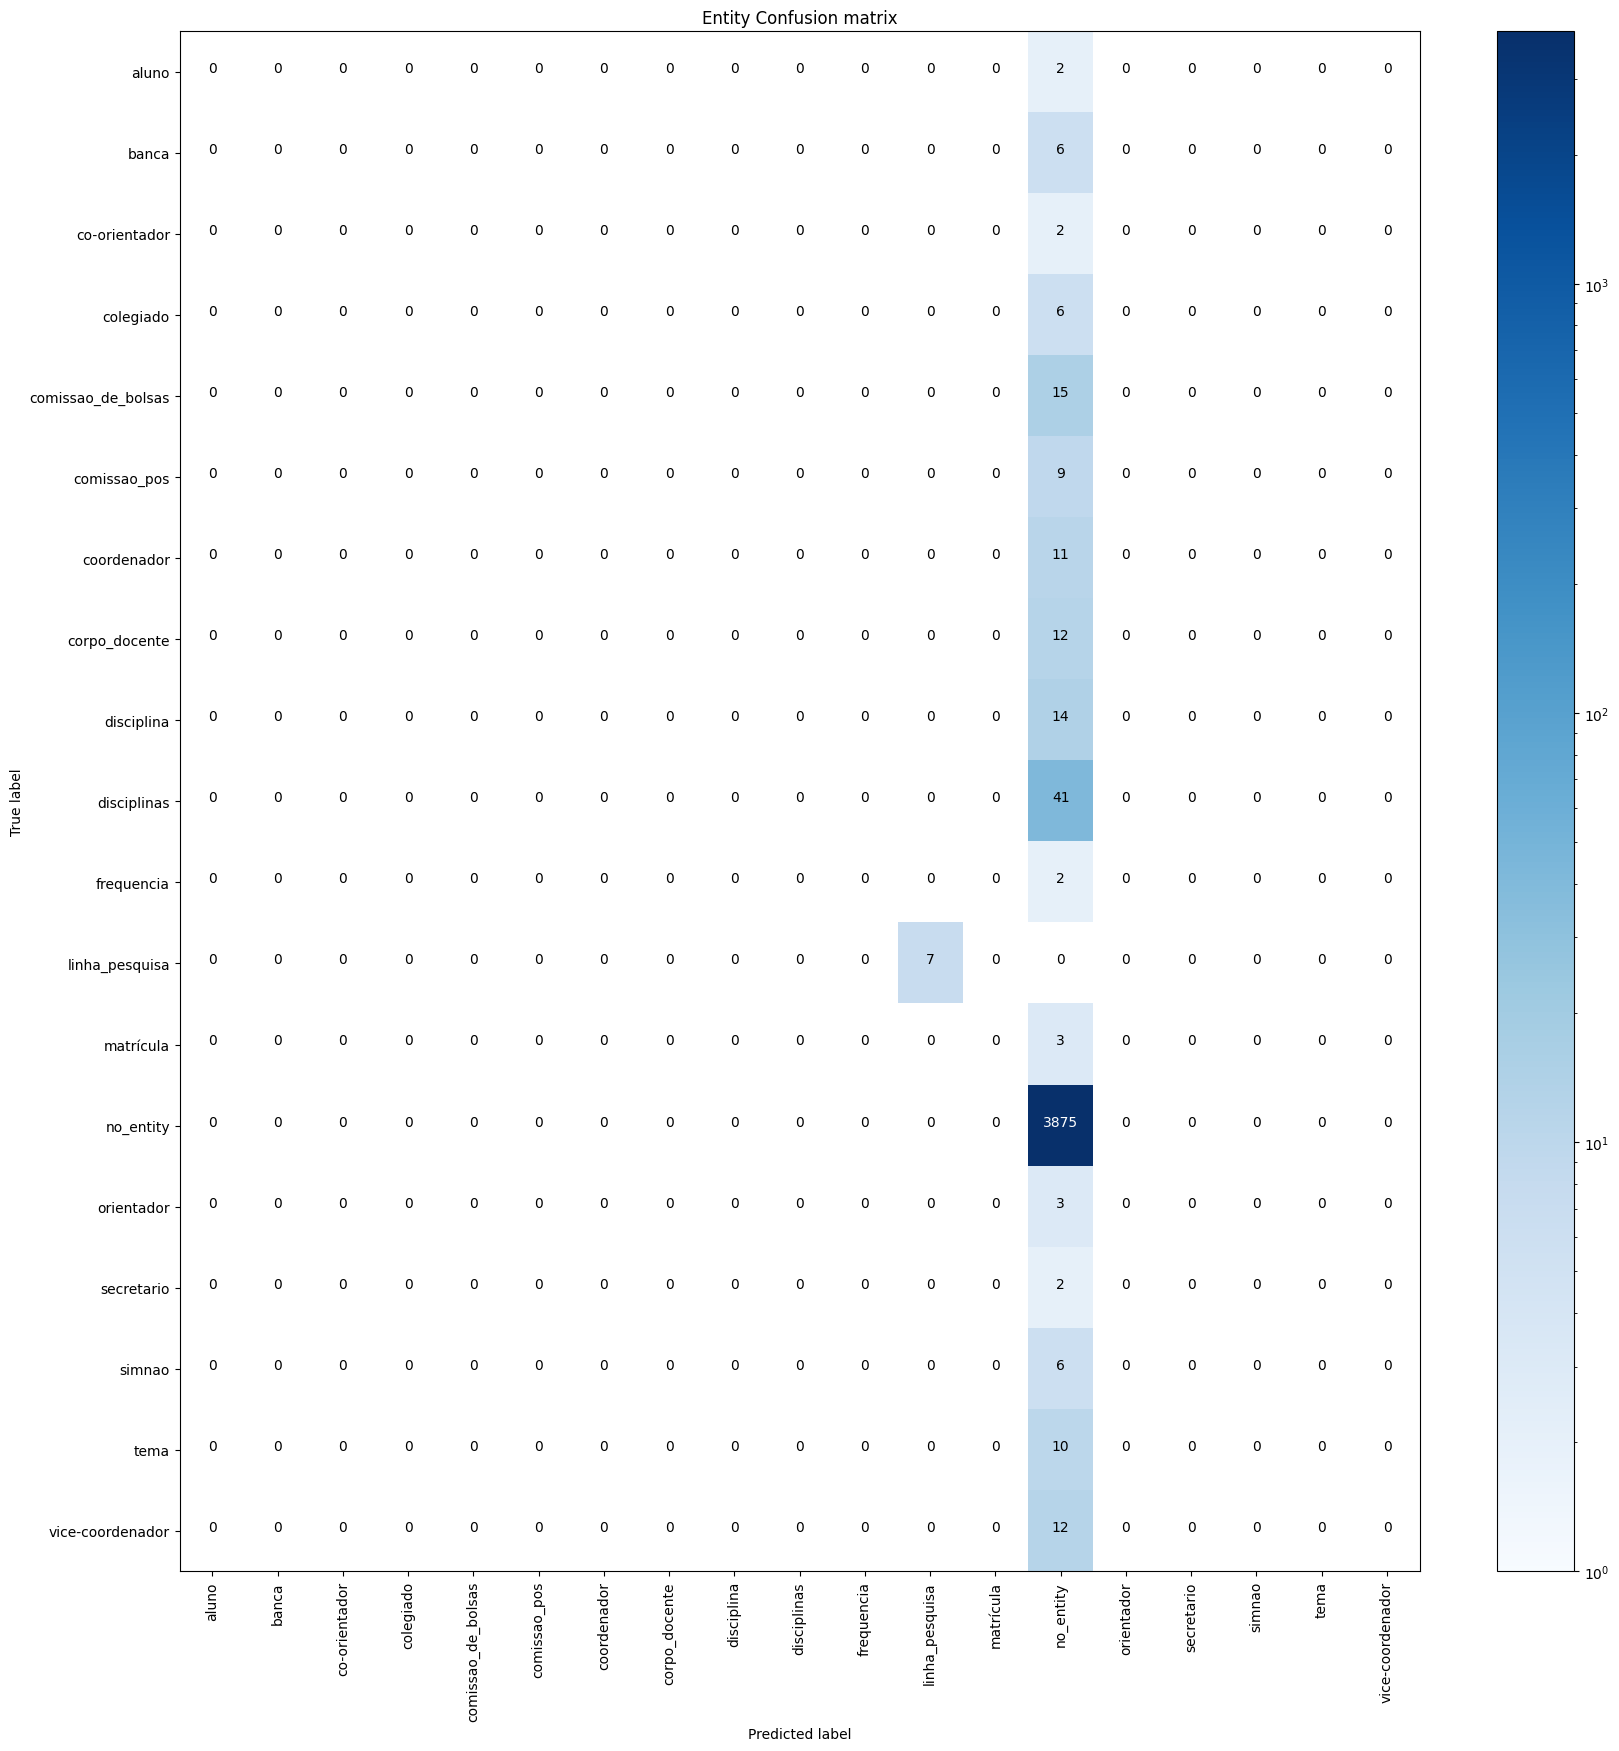 Entity Confusion matrix
aluno 0 0 0 0 0 0 0 0 0 0 0 0 0 2 0 0 0 0 0
banca 0 0 0 0 0 0 0 0 0 0 0 0 0 6 0 0 0 0 0
co-orientador 0 0 0 0 0 0 0 0 0 0 0 0 0 2 0 0 0 0 0
colegiado 0 0 0 0 0 0 0 0 0 0 0 0 0 6 0 0 0 0 0
comissao_de_bolsas 0 0 0 0 0 0 0 0 0 0 0 0 0 15 0 0 0 0 0
comissao_pos 0 0 0 0 0 0 0 0 0 0 0 0 0 9 0 0 0 0 0
coordenador 0 0 0 0 0 0 0 0 0 0 0 0 0 11 0 0 0 0 0
corpo_docente 0 0 0 0 0 0 0 0 0 0 0 0 0 12 0 0 0 0 0
disciplina 0 0 0 0 0 0 0 0 0 0 0 0 0 14 0 0 0 0 0
disciplinas 0 0 0 0 0 0 0 0 0 0 0 0 0 41 0 0 0 0 0
frequencia 0 0 0 0 0 0 0 0 0 0 0 0 0 2 0 0 0 0 0
linha_pesquisa 0 0 0 0 0 0 0 0 0 0 0 7 0 0 0 0 0 0 0
matrícula 0 0 0 0 0 0 0 0 0 0 0 0 0 3 0 0 0 0 0
no_entity 0 0 0 0 0 0 0 0 0 0 0 0 0 3875 0 0 0 0 0
orientador 0 0 0 0 0 0 0 0 0 0 0 0 0 3 0 0 0 0 0
secretario 0 0 0 0 0 0 0 0 0 0 0 0 0 2 0 0 0 0 0
simnao 0 0 0 0 0 0 0 0 0 0 0 0 0 6 0 0 0 0 0
tema 0 0 0 0 0 0 0 0 0 0 0 0 0 10 0 0 0 0 0
vice-coordenador 0 0 0 0 0 0 0 0 0 0 0 0 0 12 0 0 0 0 0
True label
aluno
banca
co-orientador
colegiado
comissao_de_bolsas
comissao_pos
coordenador
corpo_docente
disciplina
disciplinas
frequencia
linha_pesquisa
matrícula
no_entity
orientador
secretario
simnao
tema
vice-coordenador
Predicted label
10³
10²
10¹
10⁰